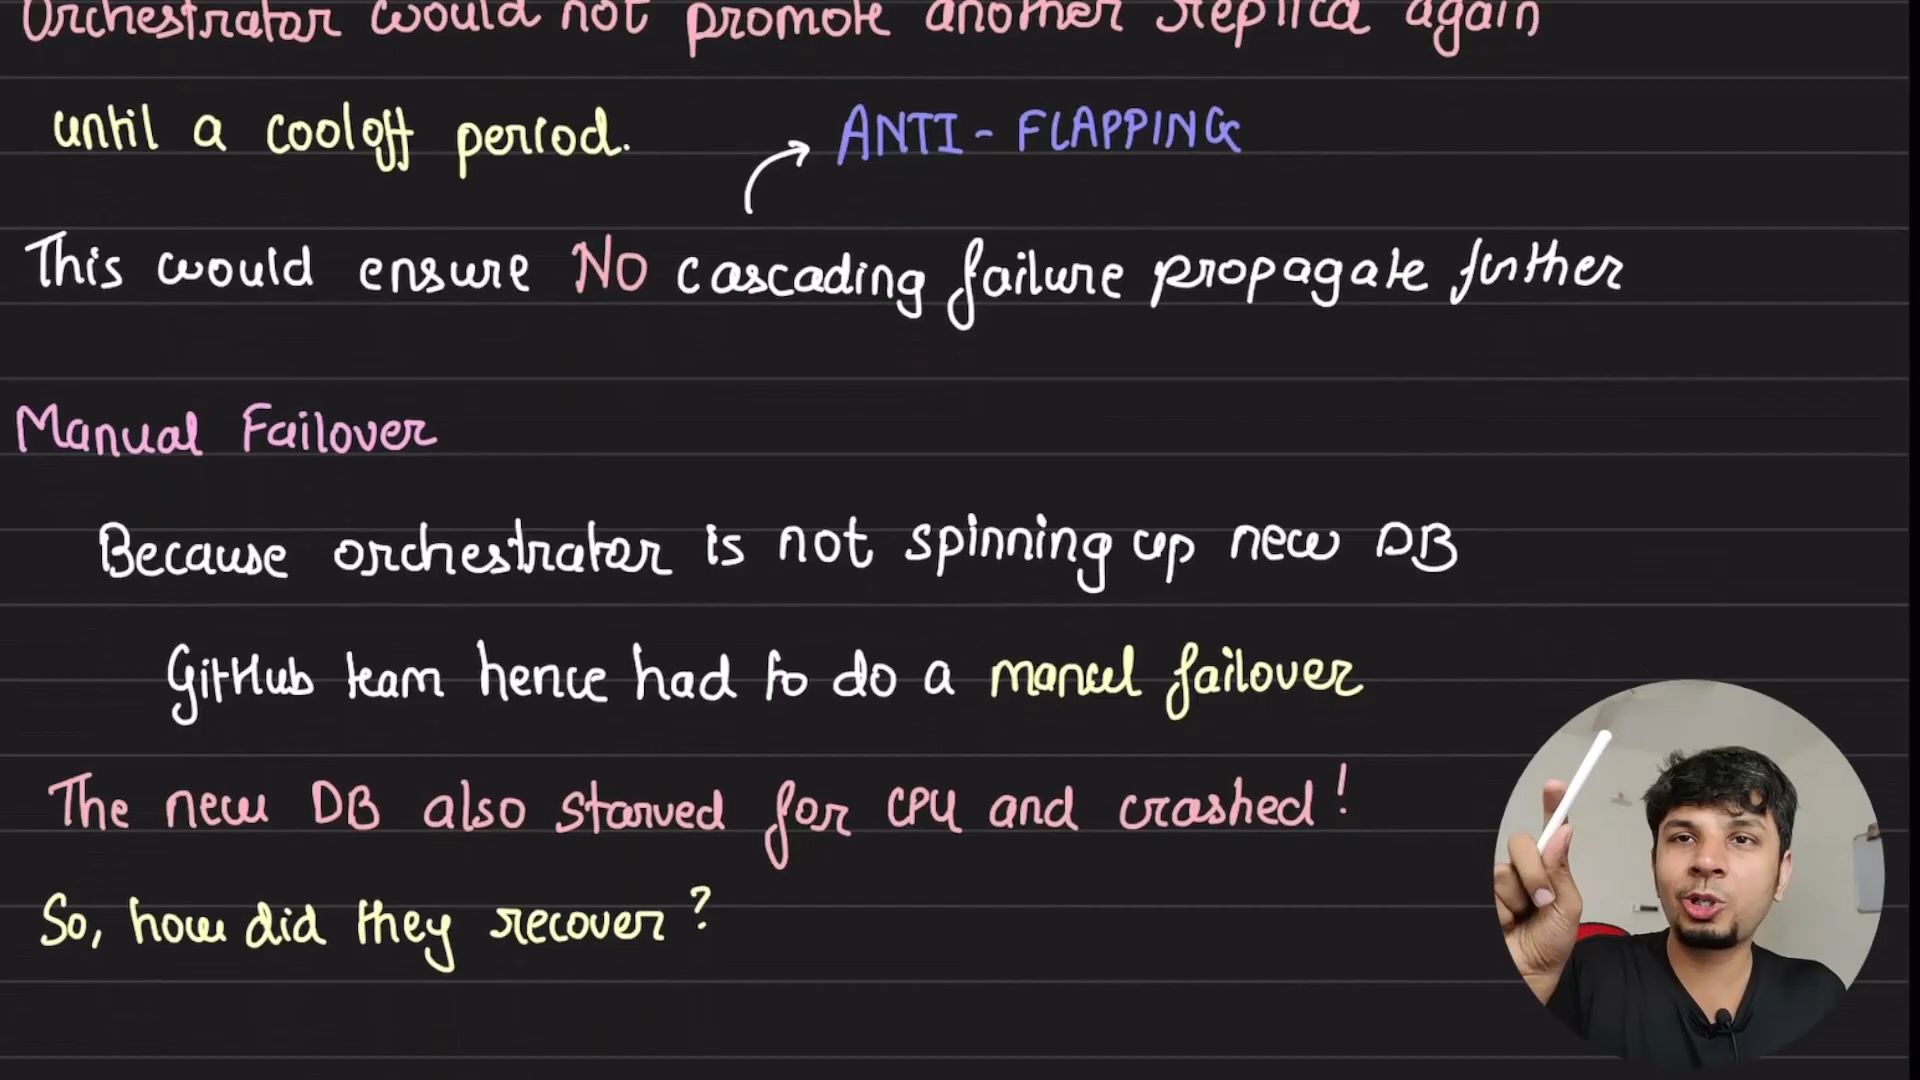 Orchestrator would not promote another replica again
until a cooloff period.
ANTI - FLAPPING
This would ensure NO cascading failure propagate further
Manual Failover
Because orchestrator is not spinning up new DB
GitHub team hence had to do a manual failover
The new DB also starved for CPU and crashed!
So, how did they recover?